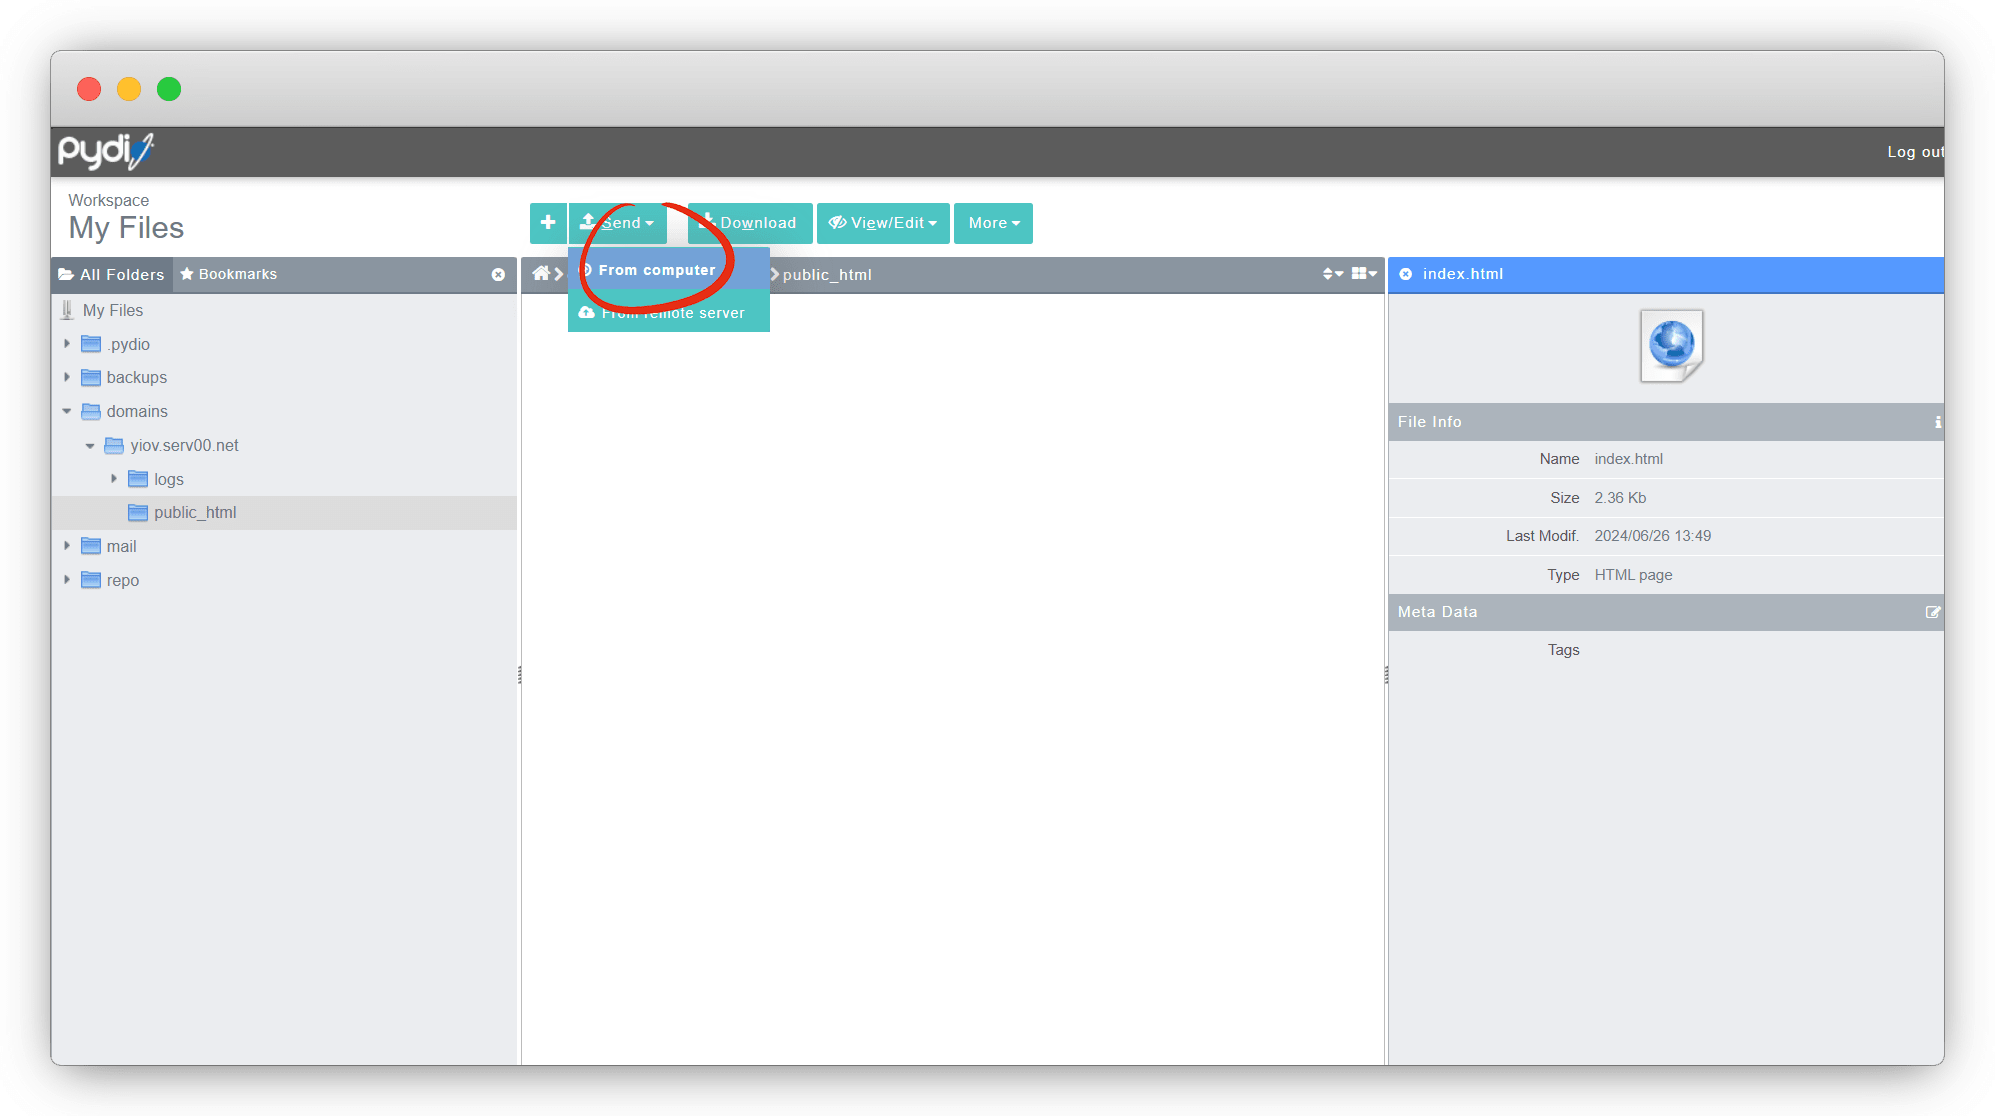 pydio
Log out
Workspace
My Files
Send
Download
View/Edit
More
All Folders
Bookmarks
From computer
public_html
index.html
From remote server
My Files
.pydio
backups
domains
yiov.serv00.net
logs
public_html
mail
repo
File Info
Name index.html
Size 2.36 Kb
Last Modif. 2024/06/26 13:49
Type HTML page
Meta Data
Tags